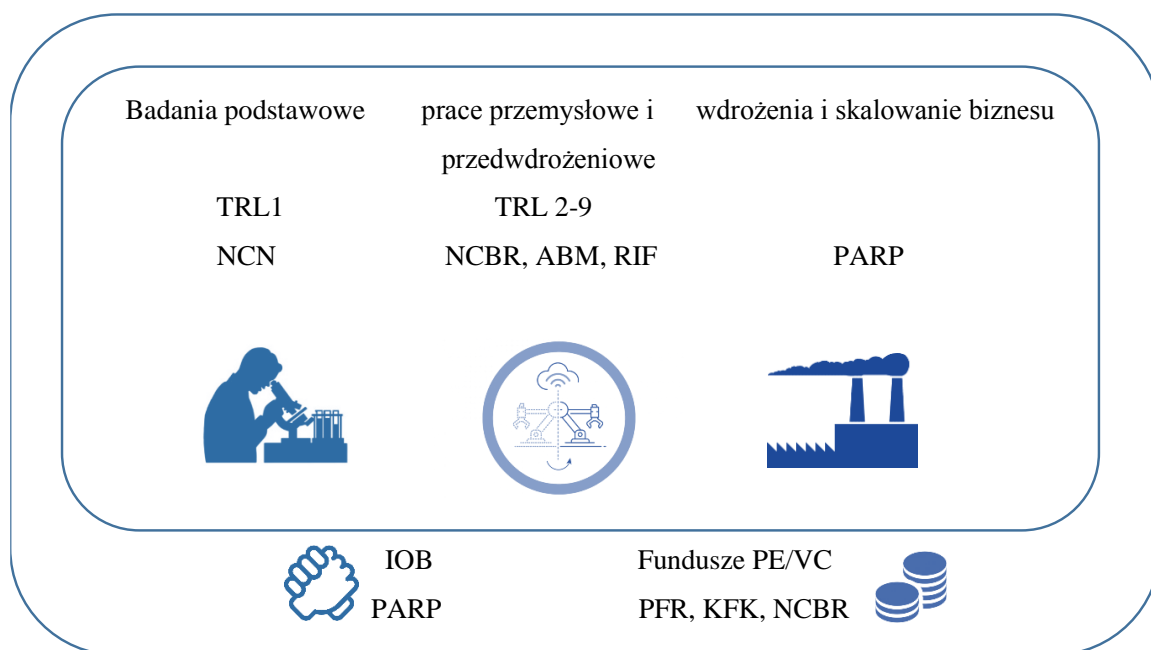 Badania podstawowe
prace przemysłowe i
przedwdrożeniowe
wdrożenia i skalowanie biznesu
TRL1
TRL 2-9
NCN
NCBR, ABM, RIF
PARP
IOB
PARP
Fundusze PE/VC
PFR, KFK, NCBR